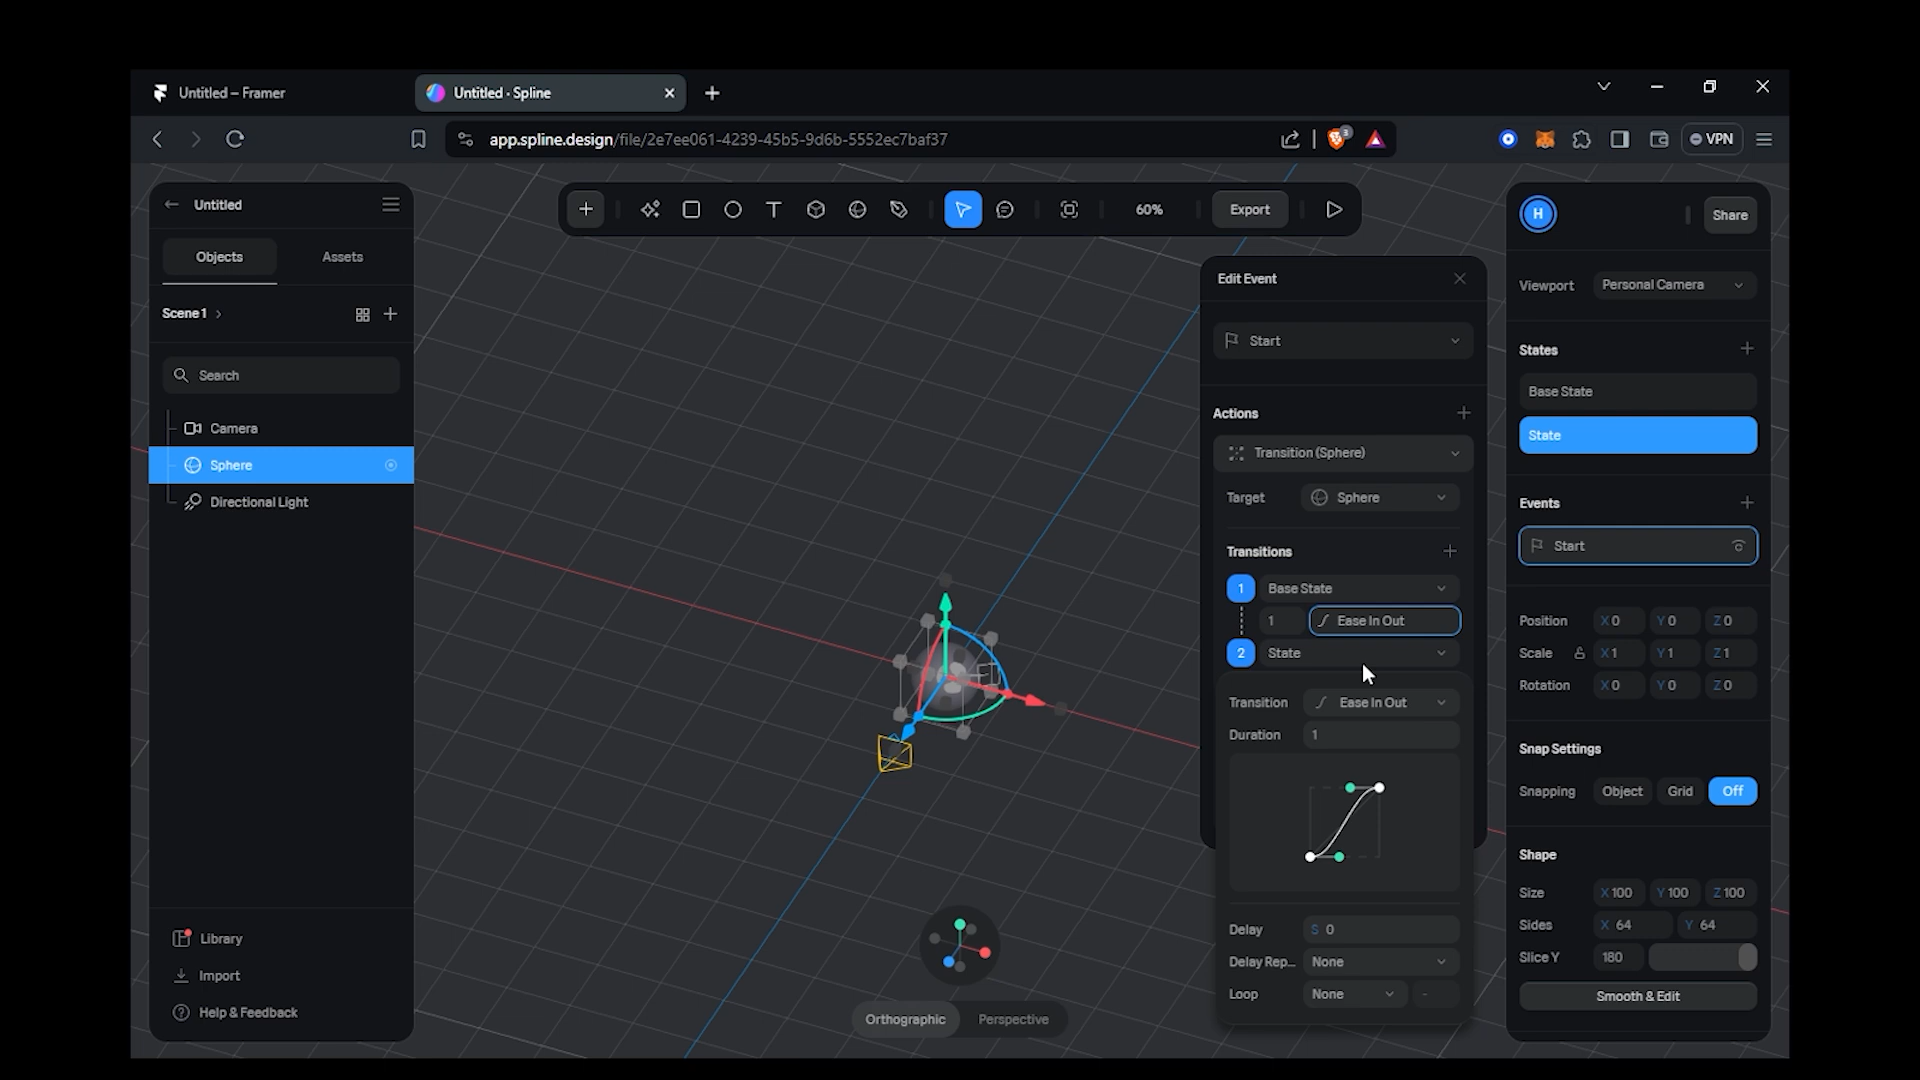 Untitled – Framer
Untitled · Spline
app.spline.design/file/2e7ee061-4239-45b5-9d6b-5552ec7baf37
3
VPN
Untitled
Objects
Assets
Scene 1
Search
Camera
Sphere
Directional Light
Library
Import
Help & Feedback
T
60%
Export
Orthographic
Perspective
Edit Event
Start
Actions
Transition (Sphere)
Target
Sphere
Transitions
1
Base State
1
Ease In Out
2
State
Transition
Ease In Out
Duration
1
Delay
S 0
Delay Rep...
None
Loop
None
-
H
Share
Viewport
Personal Camera
States
Base State
State
Events
Start
Position
X 0
Y 0
Z 0
Scale
X 1
Y 1
Z 1
Rotation
X 0
Y 0
Z 0
Snap Settings
Snapping
Object
Grid
Off
Shape
Size
X 100
Y 100
Z 100
Sides
X 64
Y 64
Slice Y
180
Smooth & Edit